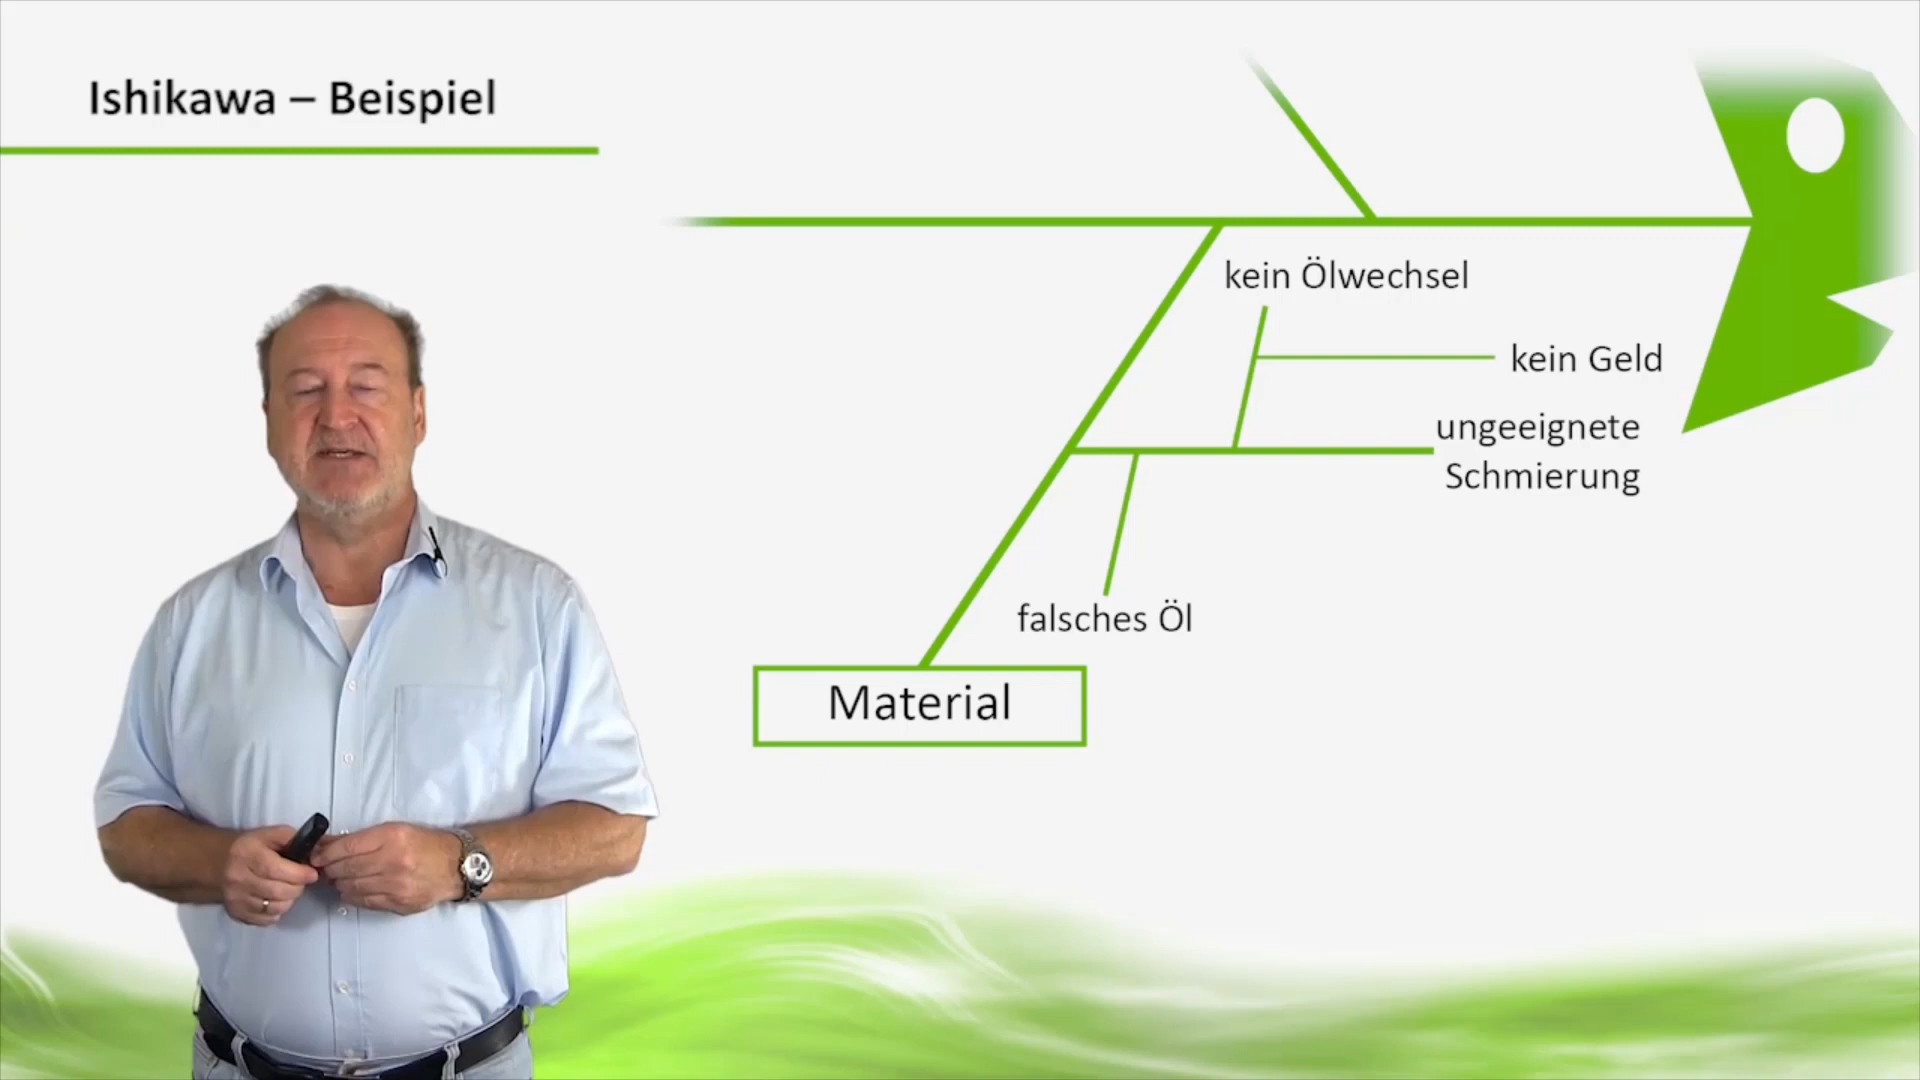 Ishikawa – Beispiel
kein Ölwechsel
kein Geld
ungeeignete
Schmierung
falsches Öl
Material